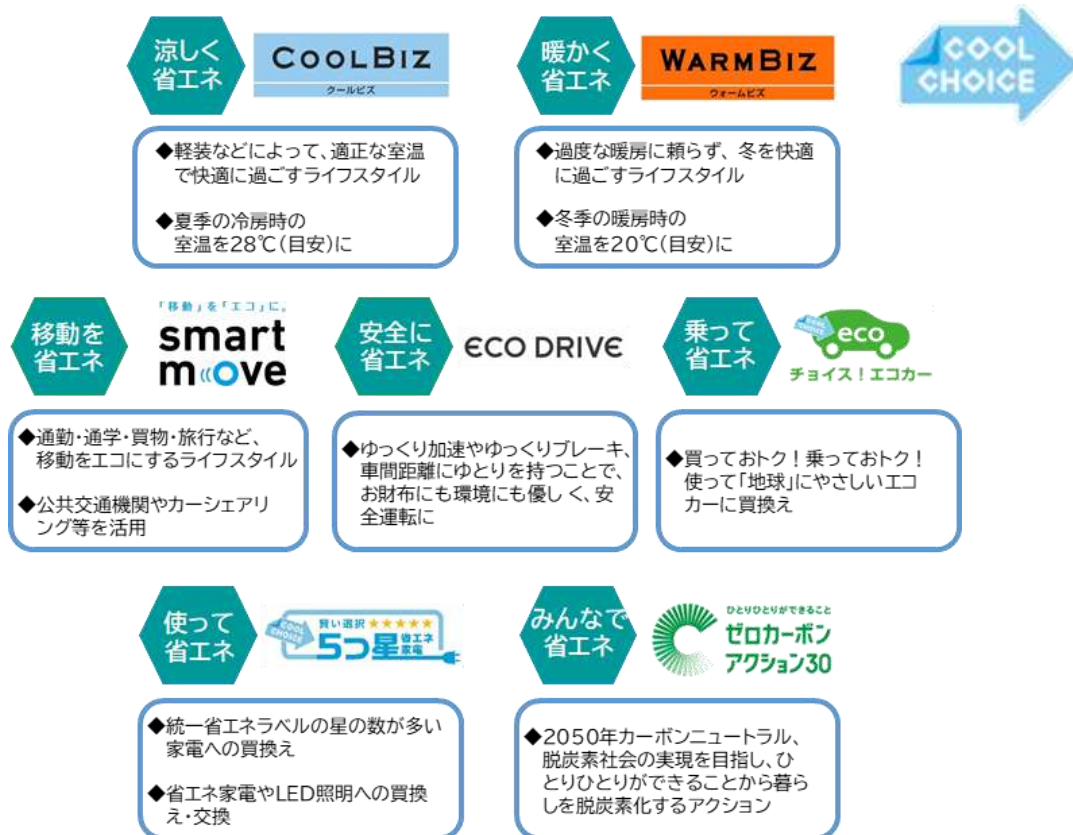 涼しく
省エネ
COOLBIZ
クールビズ
暖かく
省エネ
WARMBIZ
ウォームビズ
COOL
CHOICE
◆軽装などによって、適正な室温
で快適に過ごすライフスタイル
◆夏季の冷房時の
室温を28℃(目安)に
◆過度な暖房に頼らず、冬を快適
に過ごすライフスタイル
◆冬季の暖房時の
室温を20℃(目安)に
移動を
省エネ
「移動」を「エコ」に。
smart
move
安全に
省エネ
ECO DRIVE
乗って
省エネ
COOL
CHOICE
eco
チョイス!エコカー
◆通勤・通学・買物・旅行など、
移動をエコにするライフスタイル
◆公共交通機関やカーシェアリ
ング等を活用
◆ゆっくり加速やゆっくりブレーキ、
車間距離にゆとりを持つことで、
お財布にも環境にも優しく、安
全運転に
◆買っておトク!乗っておトク!
使って「地球」にやさしいエコ
カーに買換え
使って
省エネ
COOL
CHOICE
賢い選択★★★★★
5つ星省エネ
家電
みんなで
省エネ
ひとりひとりができること
ゼロカーボン
アクション30
◆統一省エネラベルの星の数が多い
家電への買換え
◆省エネ家電やLED照明への買換
え・交換
◆2050年カーボンニュートラル、
脱炭素社会の実現を目指し、ひ
とりひとりができることから暮ら
しを脱炭素化するアクション